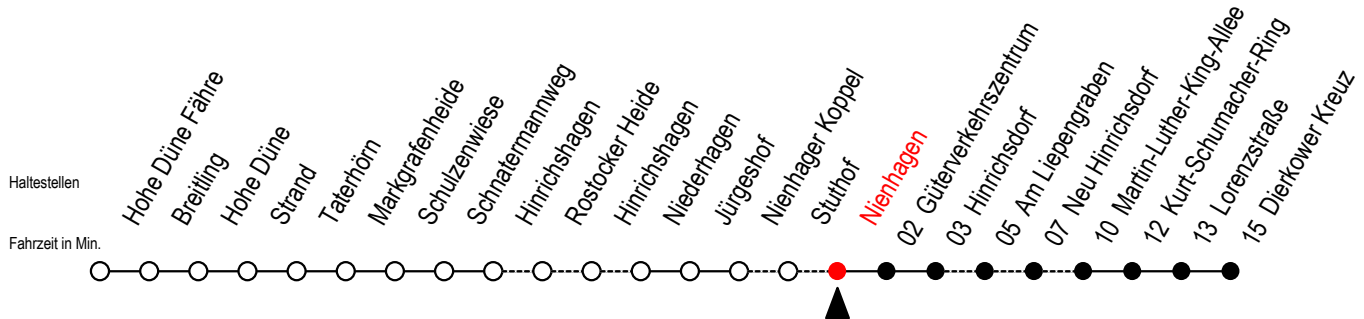 Haltestellen
Fahrzeit in Min.
Hohe Düne Fähre
Breitling
Hohe Düne
Strand
Taterhörn
Markgrafenheide
Schulzenwiese
Schnatermannweg
Hinrichshagen
Rostocker Heide
Hinrichshagen
Niederhagen
Jürgeshof
Nienhager Koppel
Stuthof
Nienhagen
02 Güterverkehrszentrum
03 Hinrichsdorf
05 Am Liepengraben
07 Neu Hinrichsdorf
10 Martin-Luther-King-Allee
12 Kurt-Schumacher-Ring
13 Lorenzstraße
15 Dierkower Kreuz